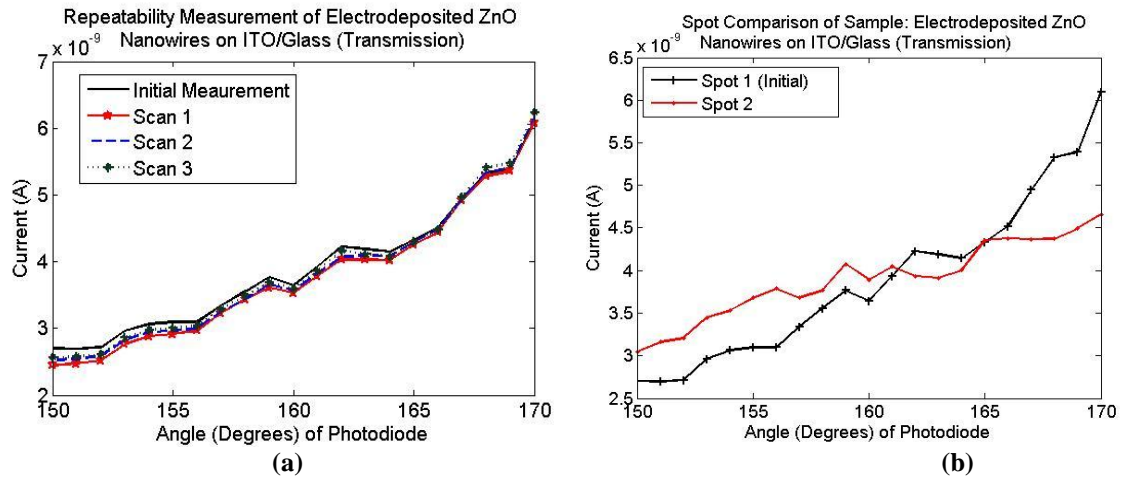 Repeatability Measurement of Electrodeposited ZnO
Nanowires on ITO/Glass (Transmission)
x 10⁻⁹
7
6
5
4
3
2
Current (A)
Initial Meaurement
Scan 1
Scan 2
Scan 3
150 155 160 165 170
Angle (Degrees) of Photodiode
(a)
Spot Comparison of Sample: Electrodeposited ZnO
Nanowires on ITO/Glass (Transmission)
x 10⁻⁹
6.5
6
5.5
5
4.5
4
3.5
3
2.5
Current (A)
Spot 1 (Initial)
Spot 2
150 155 160 165 170
Angle (Degrees) of Photodiode
(b)